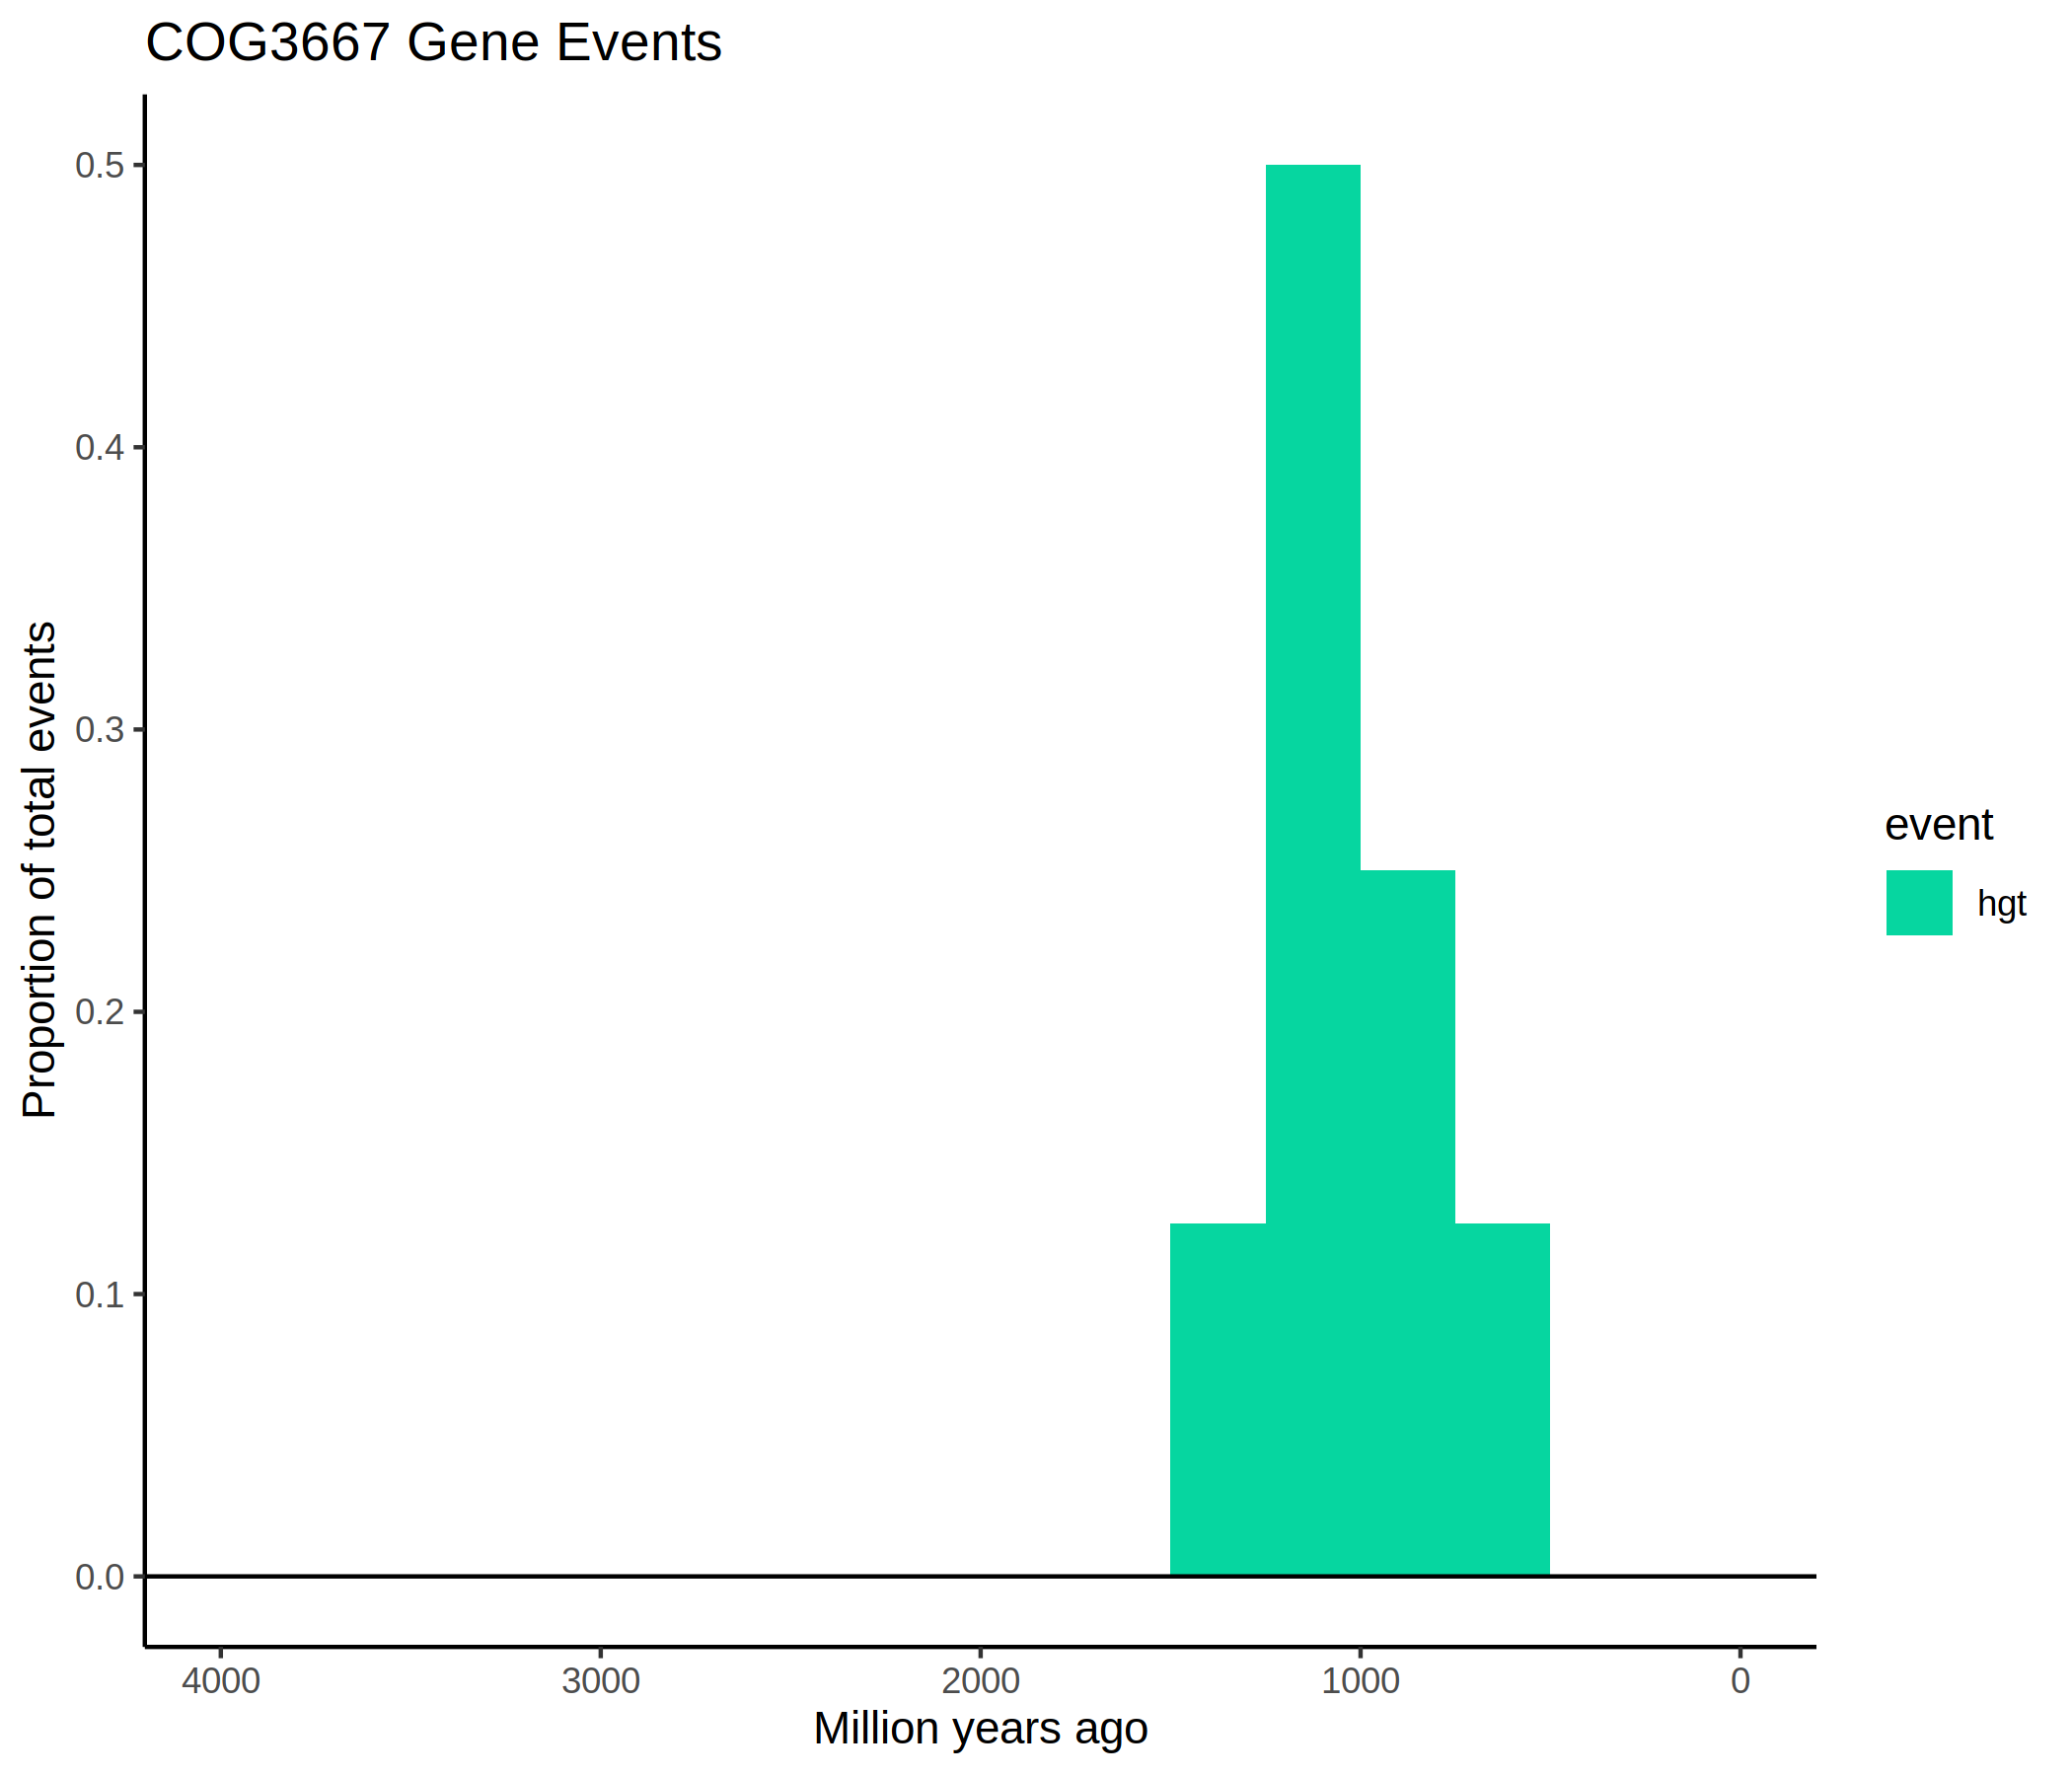 COG3667 Gene Events
Proportion of total events
0.5
0.4
0.3
0.2
0.1
0.0
4000 3000 2000 1000 0
Million years ago
event
hgt